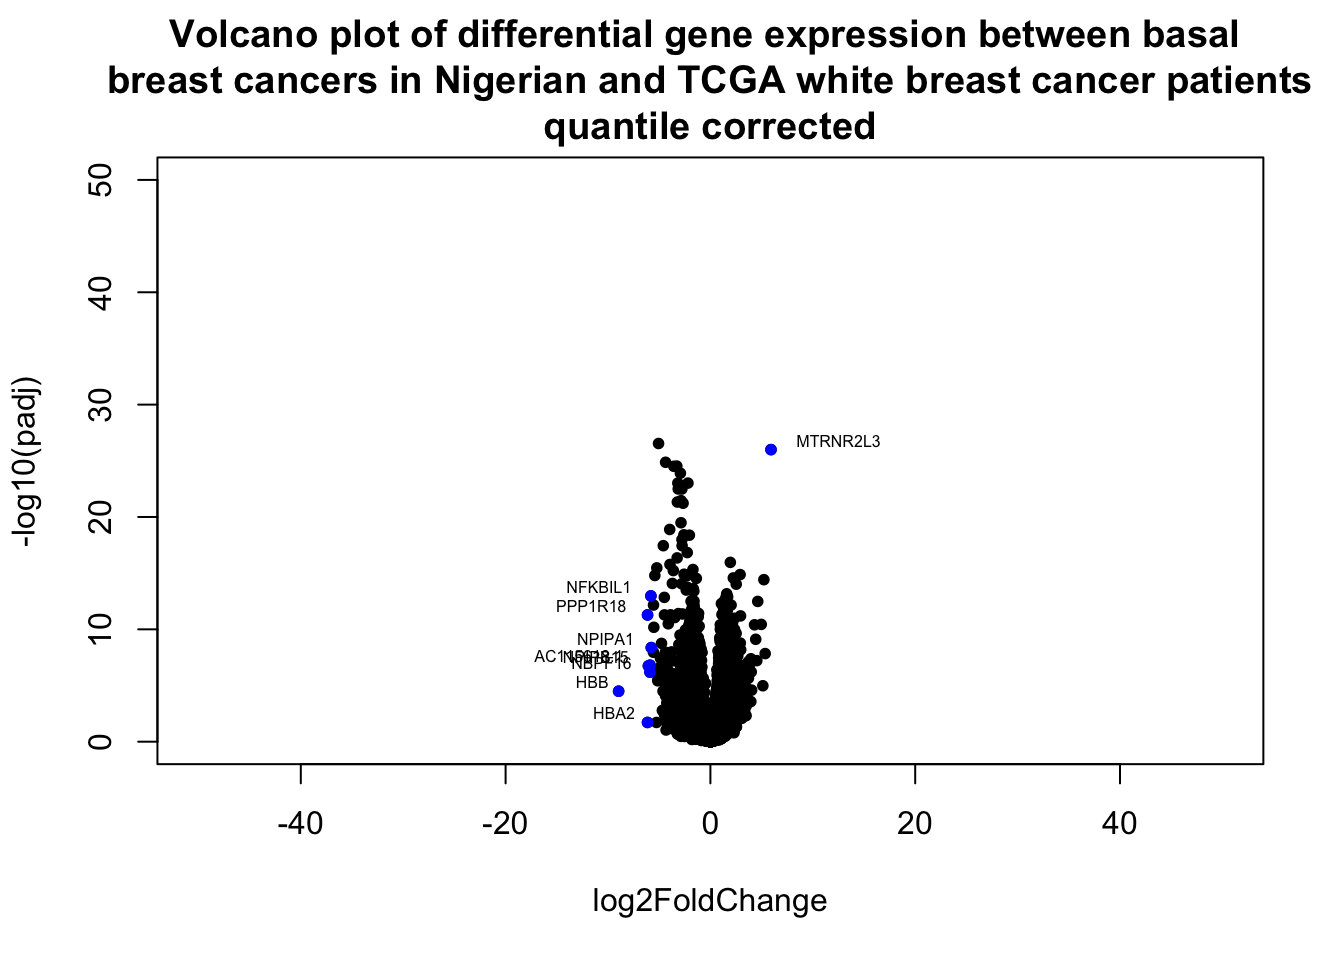 Volcano plot of differential gene expression between basal
breast cancers in Nigerian and TCGA white breast cancer patients
quantile corrected
50
40
30
20
10
0
-log10(padj)
MTRNR2L3
NFKBIL1
PPP1R18
NPIPA1
NBPF16
HBB
HBA2
-40 -20 0 20 40
log2FoldChange